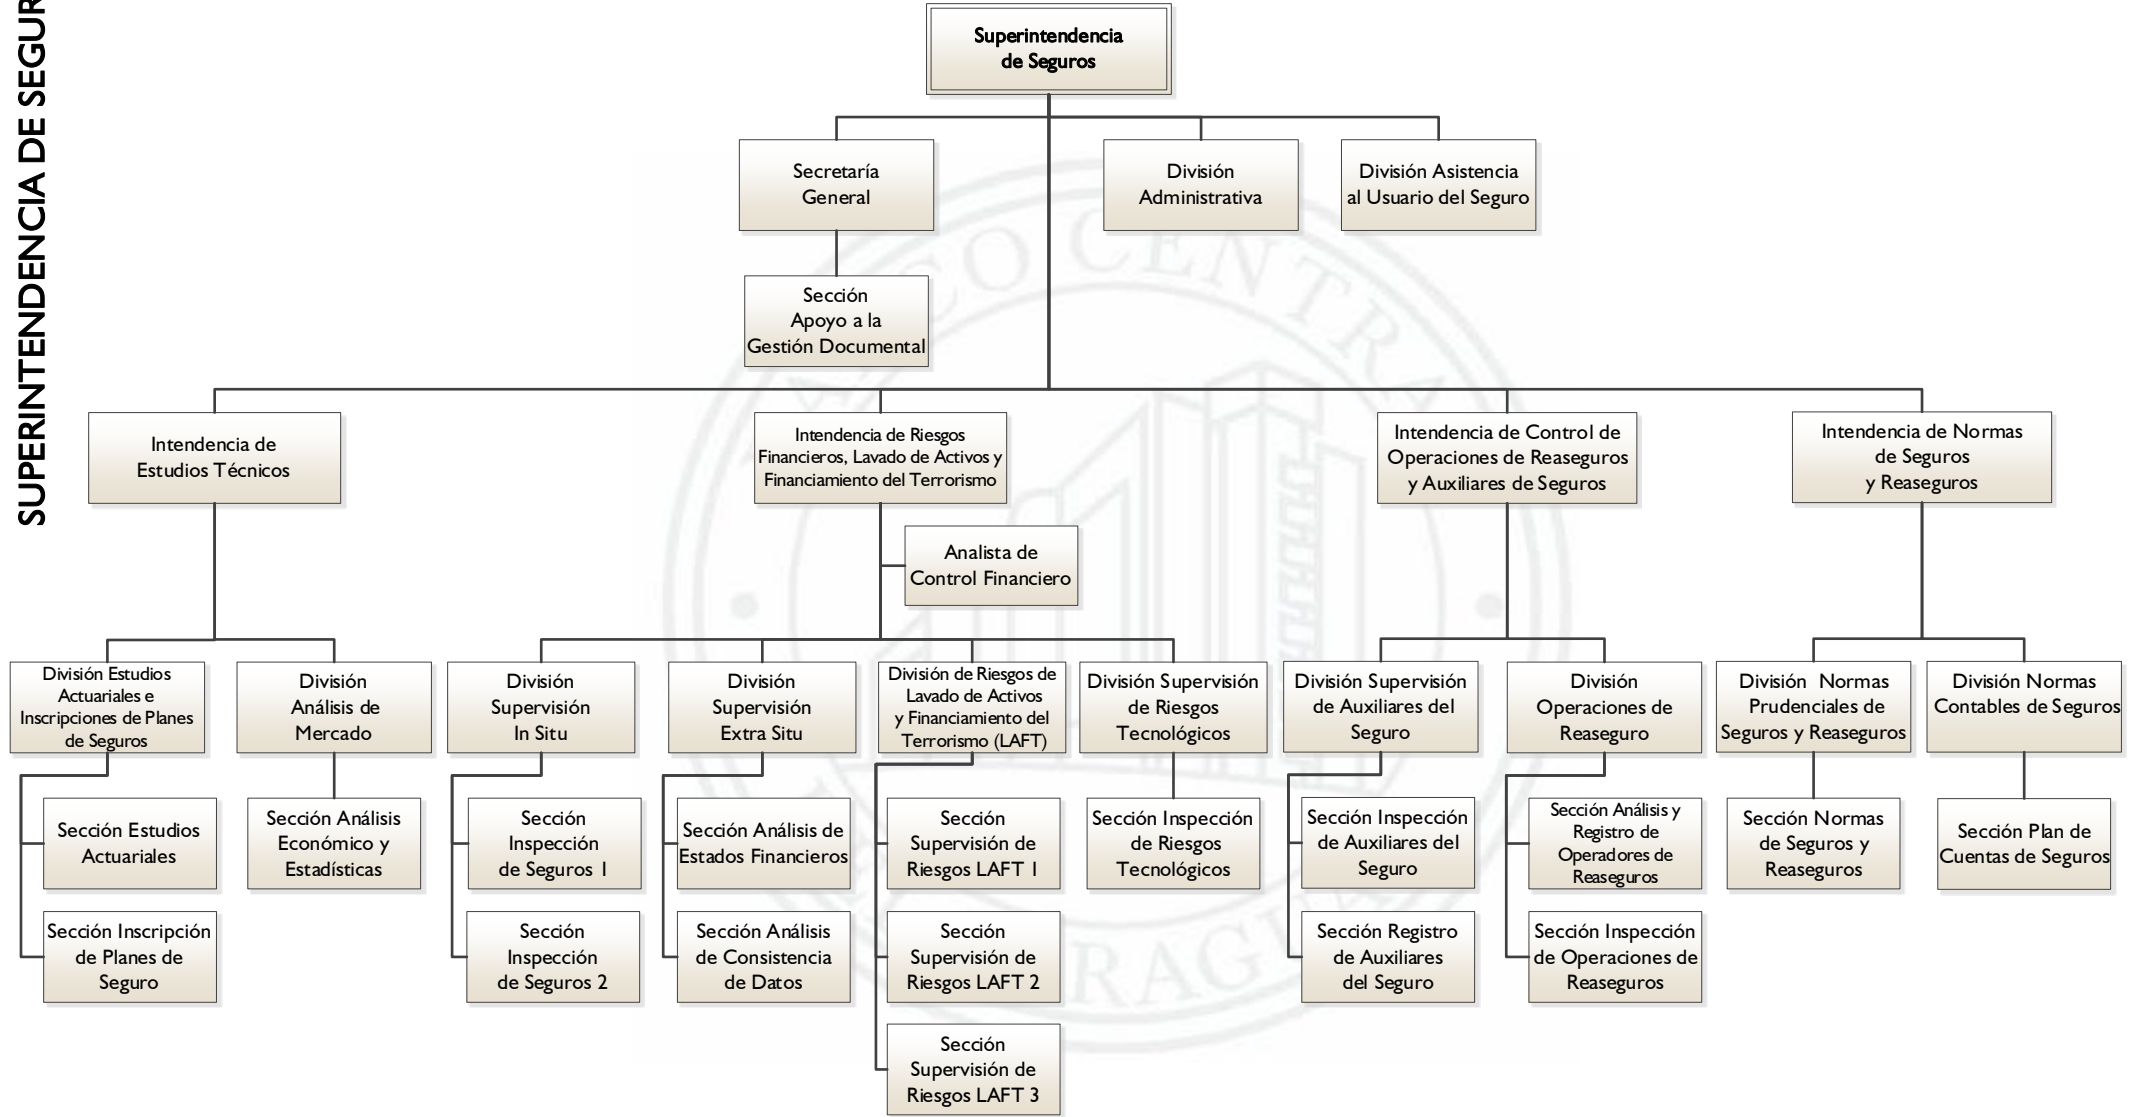 SUPERINTENDENCIA DE SEGUR
Superintendencia
de Seguros
Secretaría
General
División
Administrativa
División Asistencia
al Usuario del Seguro
Sección
Apoyo a la
Gestión Documental
Intendencia de
Estudios Técnicos
Intendencia de Riesgos
Financieros, Lavado de Activos y
Financiamiento del Terrorismo
Intendencia de Control de
Operaciones de Reaseguros
y Auxiliares de Seguros
Intendencia de Normas
de Seguros
y Reaseguros
Analista de
Control Financiero
División Estudios
Actuariales e
Inscripciones de Planes
de Seguros
División
Análisis de
Mercado
División
Supervisión
In Situ
División
Supervisión
Extra Situ
División de Riesgos de
Lavado de Activos
y Financiamiento del
Terrorismo (LAFT)
División Supervisión
de Riesgos
Tecnológicos
División Supervisión
de Auxiliares del
Seguro
División
Operaciones de
Reaseguro
División Normas
Prudenciales de
Seguros y Reaseguros
División Normas
Contables de Seguros
Sección Estudios
Actuariales
Sección Análisis
Económico y
Estadísticas
Sección
Inspección
de Seguros 1
Sección Análisis de
Estados Financieros
Sección
Supervisión de
Riesgos LAFT 1
Sección Inspección
de Riesgos
Tecnológicos
Sección Inspección
de Auxiliares del
Seguro
Sección Análisis y
Registro de
Operadores de
Reaseguros
Sección Normas
de Seguros y
Reaseguros
Sección Plan de
Cuentas de Seguros
Sección Inscripción
de Planes de
Seguro
Sección
Inspección
de Seguros 2
Sección Análisis
de Consistencia
de Datos
Sección
Supervisión de
Riesgos LAFT 2
Sección Registro
de Auxiliares
del Seguro
Sección Inspección
de Operaciones de
Reaseguros
Sección
Supervisión de
Riesgos LAFT 3